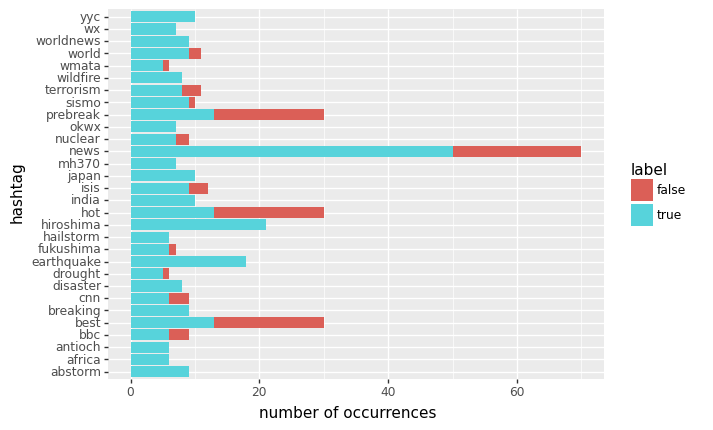 yyc
wx
worldnews
world
wmata
wildfire
terrorism
sismo
prebreak
okwx
nuclear
news
mh370
japan
isis
india
hot
hiroshima
hailstorm
fukushima
earthquake
drought
disaster
cnn
breaking
best
bbc
antioch
africa
abstorm
hashtag
0 20 40 60
number of occurrences
label
false
true